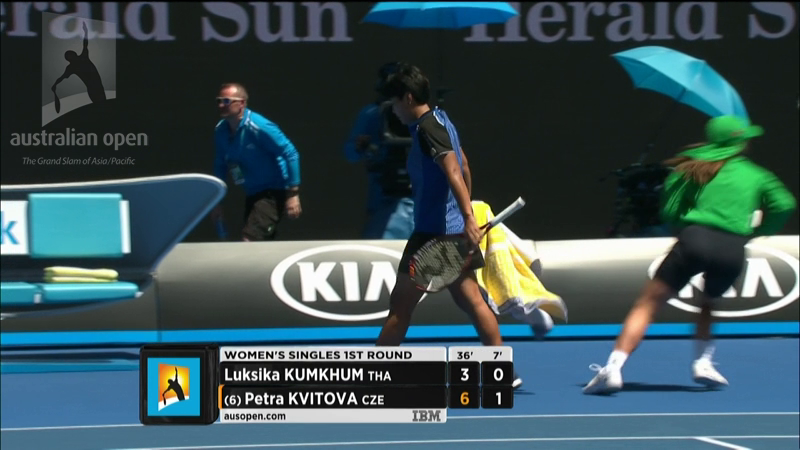 erald Sun
Herald S
australian open
The Grand Slam of Asia/Pacific
k
KIA
KIA
WOMEN'S SINGLES 1ST ROUND 36' 7'
Luksika KUMKHUM THA 3 0
(6) Petra KVITOVA CZE 6 1
ausopen.com IBM